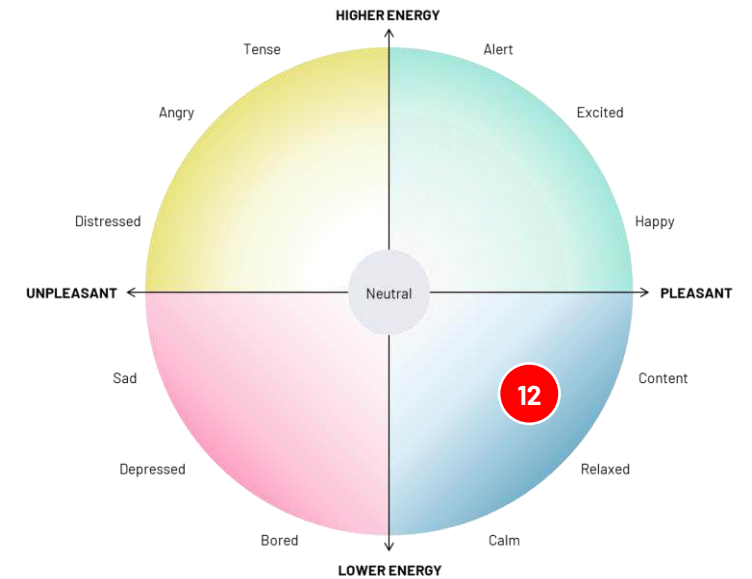 HIGHER ENERGY
Tense
Alert
Angry
Excited
Distressed
Happy
UNPLEASANT
Neutral
PLEASANT
Sad
Content
12
Depressed
Relaxed
Bored
Calm
LOWER ENERGY